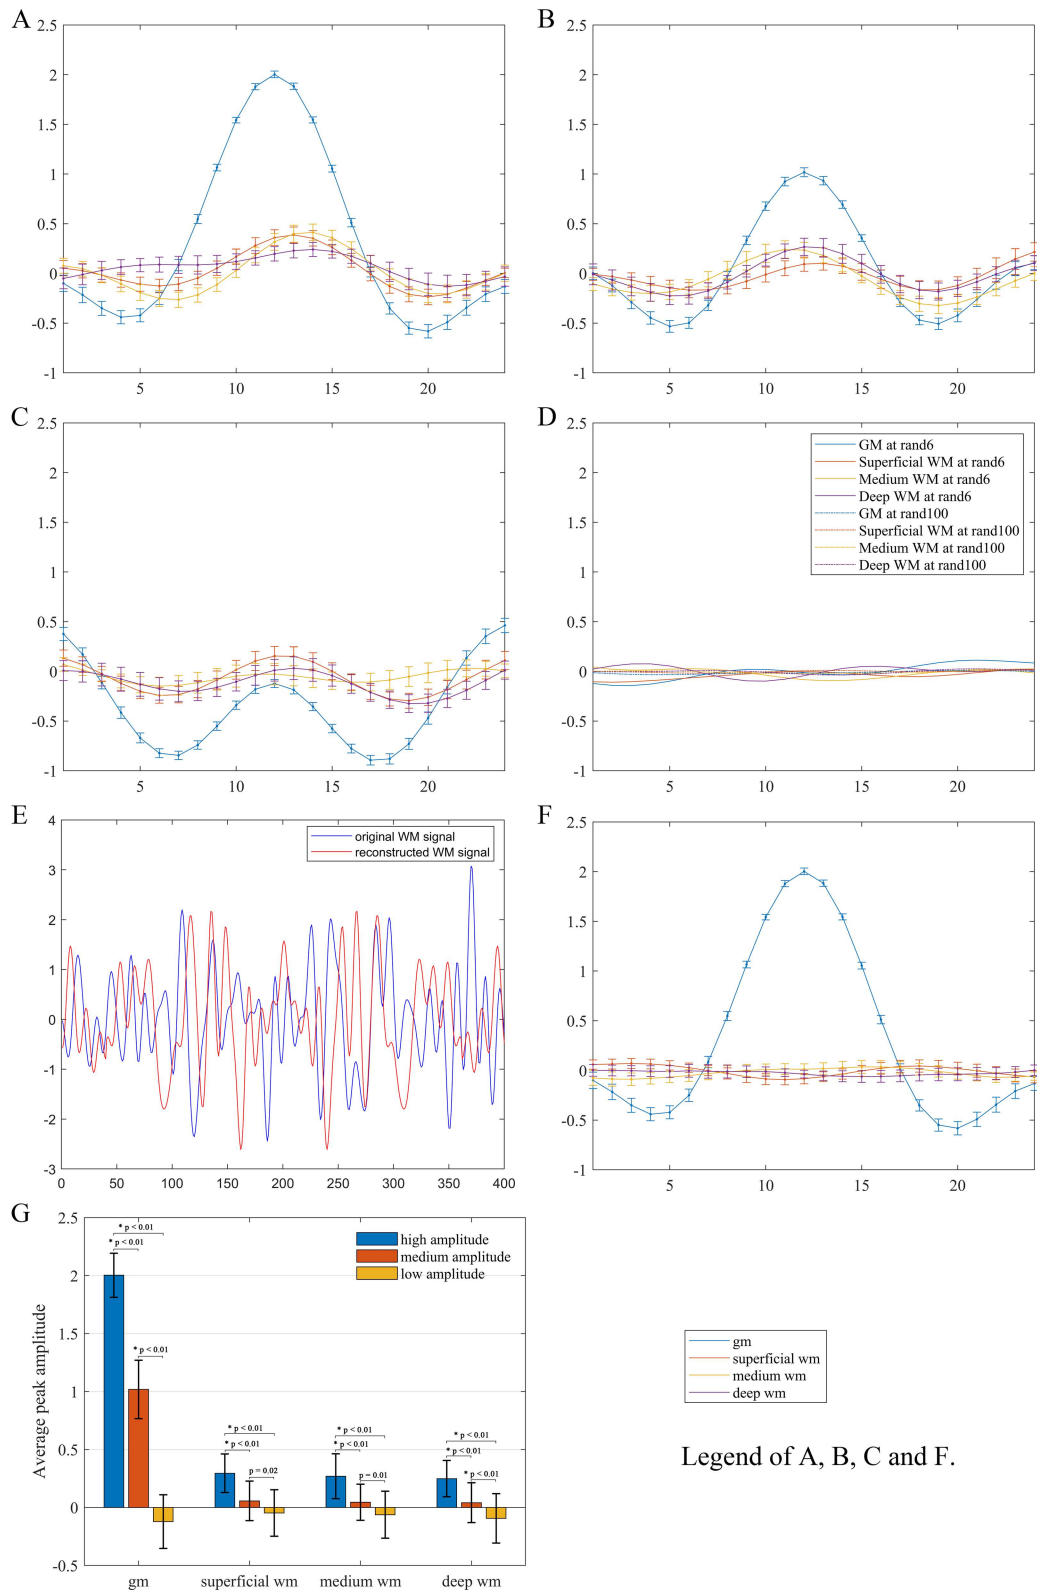 A
2.5
2
1.5
1
0.5
0
-0.5
-1
5
10
15
20
B
2.5
2
1.5
1
0.5
0
-0.5
-1
5
10
15
20
C
2.5
2
1.5
1
0.5
0
-0.5
-1
5
10
15
20
D
2.5
2
1.5
1
0.5
0
-0.5
-1
5
10
15
20
GM at rand6
Superficial WM at rand6
Medium WM at rand6
Deep WM at rand6
GM at rand100
Superficial WM at rand100
Medium WM at rand100
Deep WM at rand100
E
4
3
2
1
0
-1
-2
-3
0
50
100
150
200
250
300
350
400
original WM signal
reconstructed WM signal
F
2.5
2
1.5
1
0.5
0
-0.5
-1
5
10
15
20
G
Average peak amplitude
2.5
2
1.5
1
0.5
0
-0.5
high amplitude
medium amplitude
low amplitude
* p < 0.01
* p < 0.01
* p < 0.01
* p < 0.01
* p < 0.01
p = 0.02
* p < 0.01
* p < 0.01
p = 0.01
* p < 0.01
* p < 0.01
* p < 0.01
gm
superficial wm
medium wm
deep wm
gm
superficial wm
medium wm
deep wm
Legend of A, B, C and F.